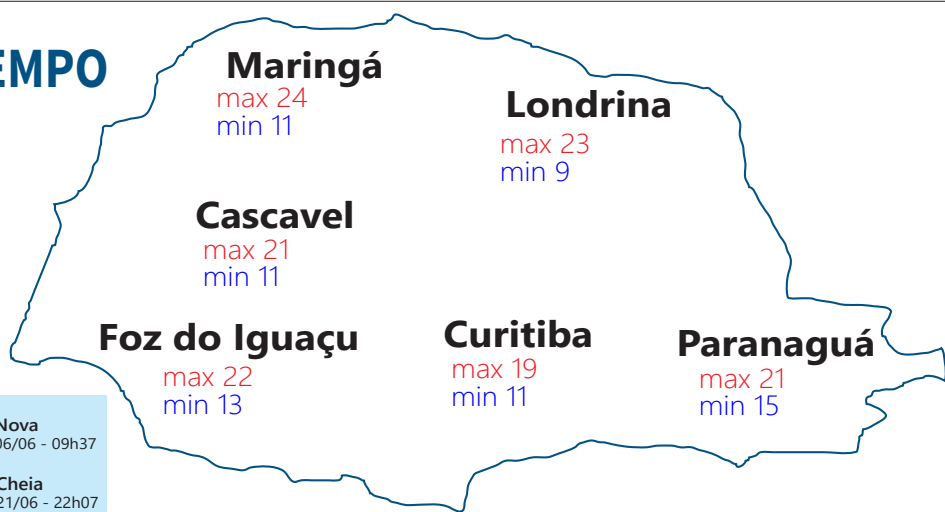 EMPO
Maringá
max 24
min 11
Londrina
max 23
min 9
Cascavel
max 21
min 11
Foz do Iguaçu
max 22
min 13
Curitiba
max 19
min 11
Paranaguá
max 21
min 15
Nova
06/06 - 09h37
Cheia
21/06 - 22h07